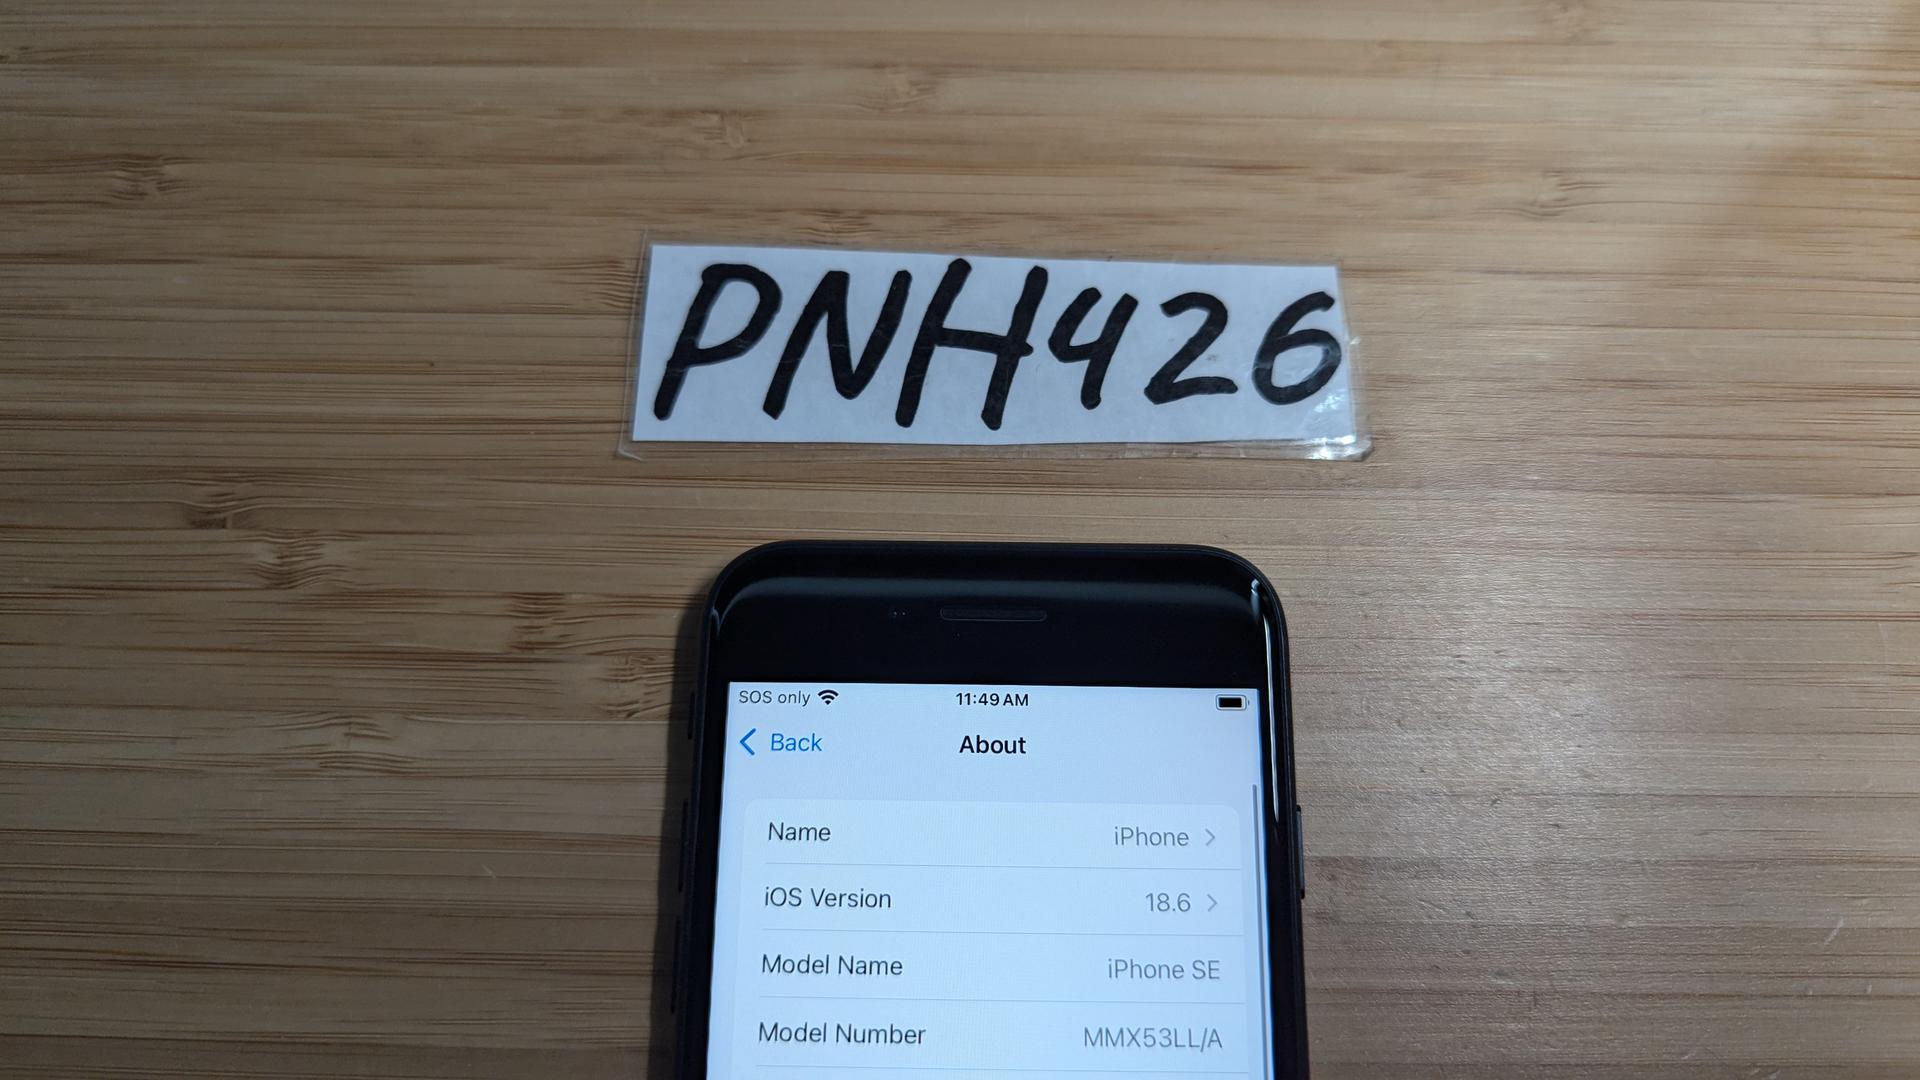 PNH426
SOS only 11:49 AM
Back About
Name iPhone
iOS Version 18.6
Model Name iPhone SE
Model Number MMX53LL/A